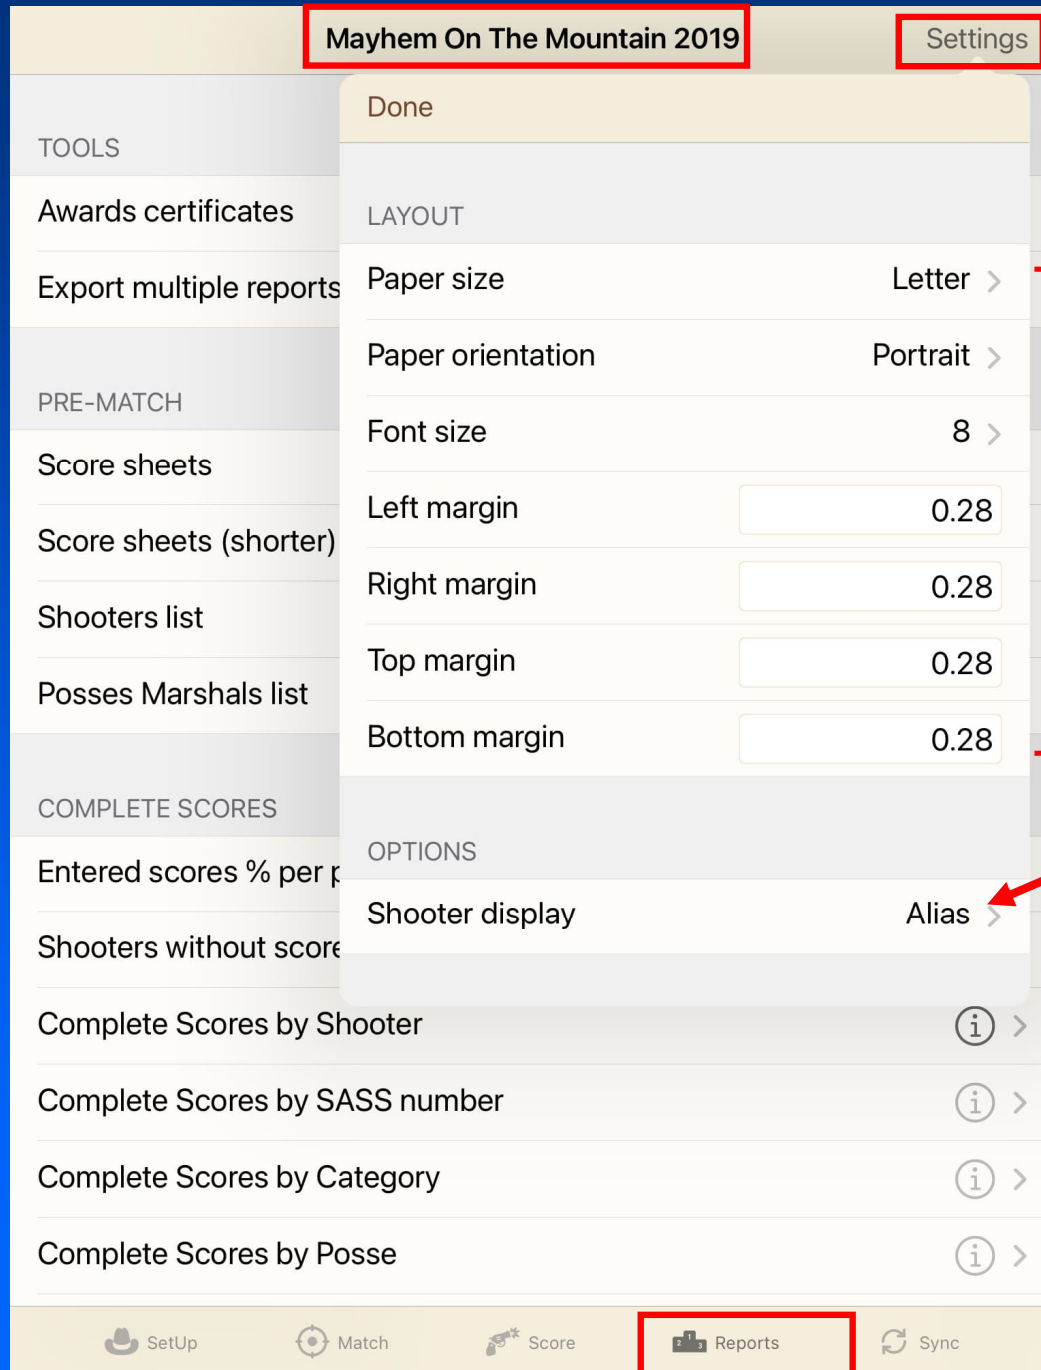 Mayhem On The Mountain 2019
Settings
Done
TOOLS
Awards certificates
Export multiple reports
LAYOUT
Paper size Letter
Paper orientation Portrait
Font size 8
Left margin 0.28
Right margin 0.28
Top margin 0.28
Bottom margin 0.28
OPTIONS
Shooter display Alias
PRE-MATCH
Score sheets
Score sheets (shorter)
Shooters list
Posses Marshals list
COMPLETE SCORES
Entered scores % per p
Shooters without score
Complete Scores by Shooter
Complete Scores by SASS number
Complete Scores by Category
Complete Scores by Posse
SetUp
Match
Score
Reports
Sync